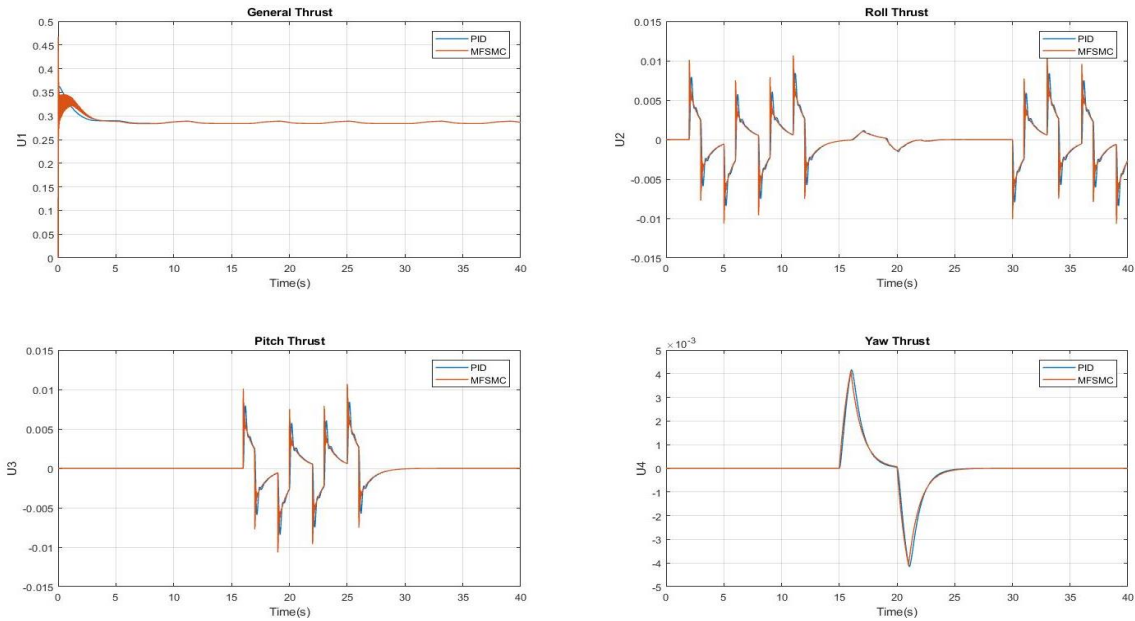 General Thrust
PID
MFSMC
0.5
0.45
0.4
0.35
0.3
0.25
0.2
0.15
0.1
0.05
0
U1
0 5 10 15 20 25 30 35 40
Time(s)
Roll Thrust
PID
MFSMC
0.015
0.01
0.005
0
-0.005
-0.01
-0.015
U2
0 5 10 15 20 25 30 35 40
Time(s)
Pitch Thrust
PID
MFSMC
0.015
0.01
0.005
0
-0.005
-0.01
-0.015
U3
0 5 10 15 20 25 30 35 40
Time(s)
Yaw Thrust
×10⁻³
PID
MFSMC
5
4
3
2
1
0
-1
-2
-3
-4
-5
U4
0 5 10 15 20 25 30 35 40
Time(s)